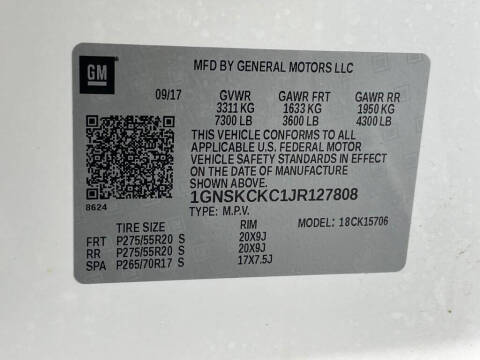 GM
MFD BY GENERAL MOTORS LLC
09/17 GVWR GAWR FRT GAWR RR
3311 KG 1633 KG 1950 KG
7300 LB 3600 LB 4300 LB
THIS VEHICLE CONFORMS TO ALL
APPLICABLE U.S. FEDERAL MOTOR
VEHICLE SAFETY STANDARDS IN EFFECT
ON THE DATE OF MANUFACTURE
SHOWN ABOVE.
8624 1GNSKCKC1JR127808
TYPE: M.P.V. MODEL: 18CK15706
TIRE SIZE RIM
FRT P275/55R20 S 20X9J
RR P275/55R20 S 20X9J
SPA P265/70R17 S 17X7.5J